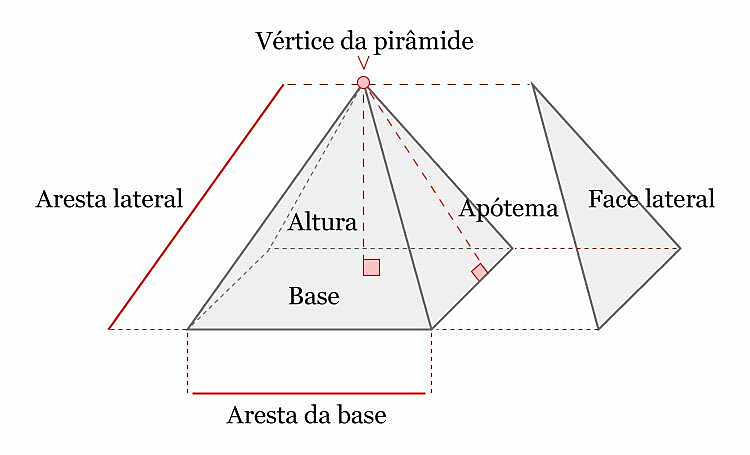 Vértice da pirâmide
V
Aresta lateral
Altura
Apótema
Face lateral
Base
Aresta da base